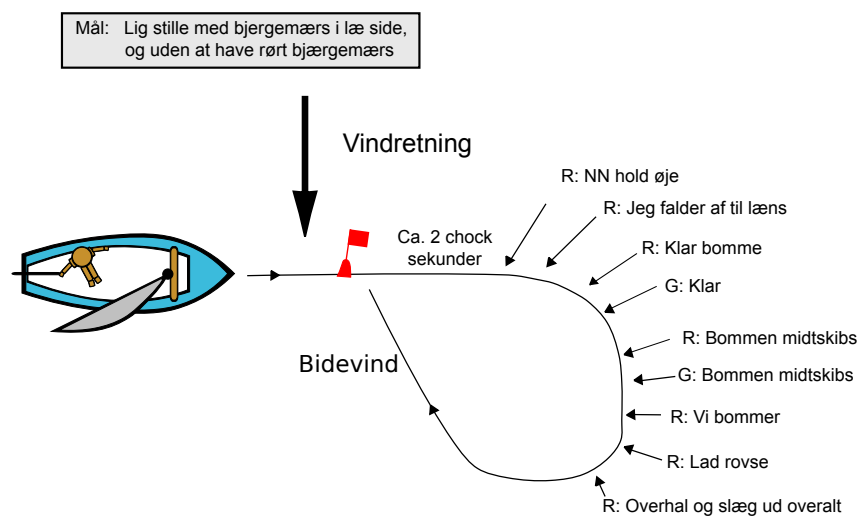 Mål: Lig stille med bjergemærs i læ side,
og uden at have rørt bjærgemærs
Vindretning
R: NN hold øje
R: Jeg falder af til læns
Ca. 2 chock
sekunder
R: Klar bomme
G: Klar
R: Bommen midtskibs
Bidevind
G: Bommen midtskibs
R: Vi bommer
R: Lad rovse
R: Overhal og slæg ud overalt